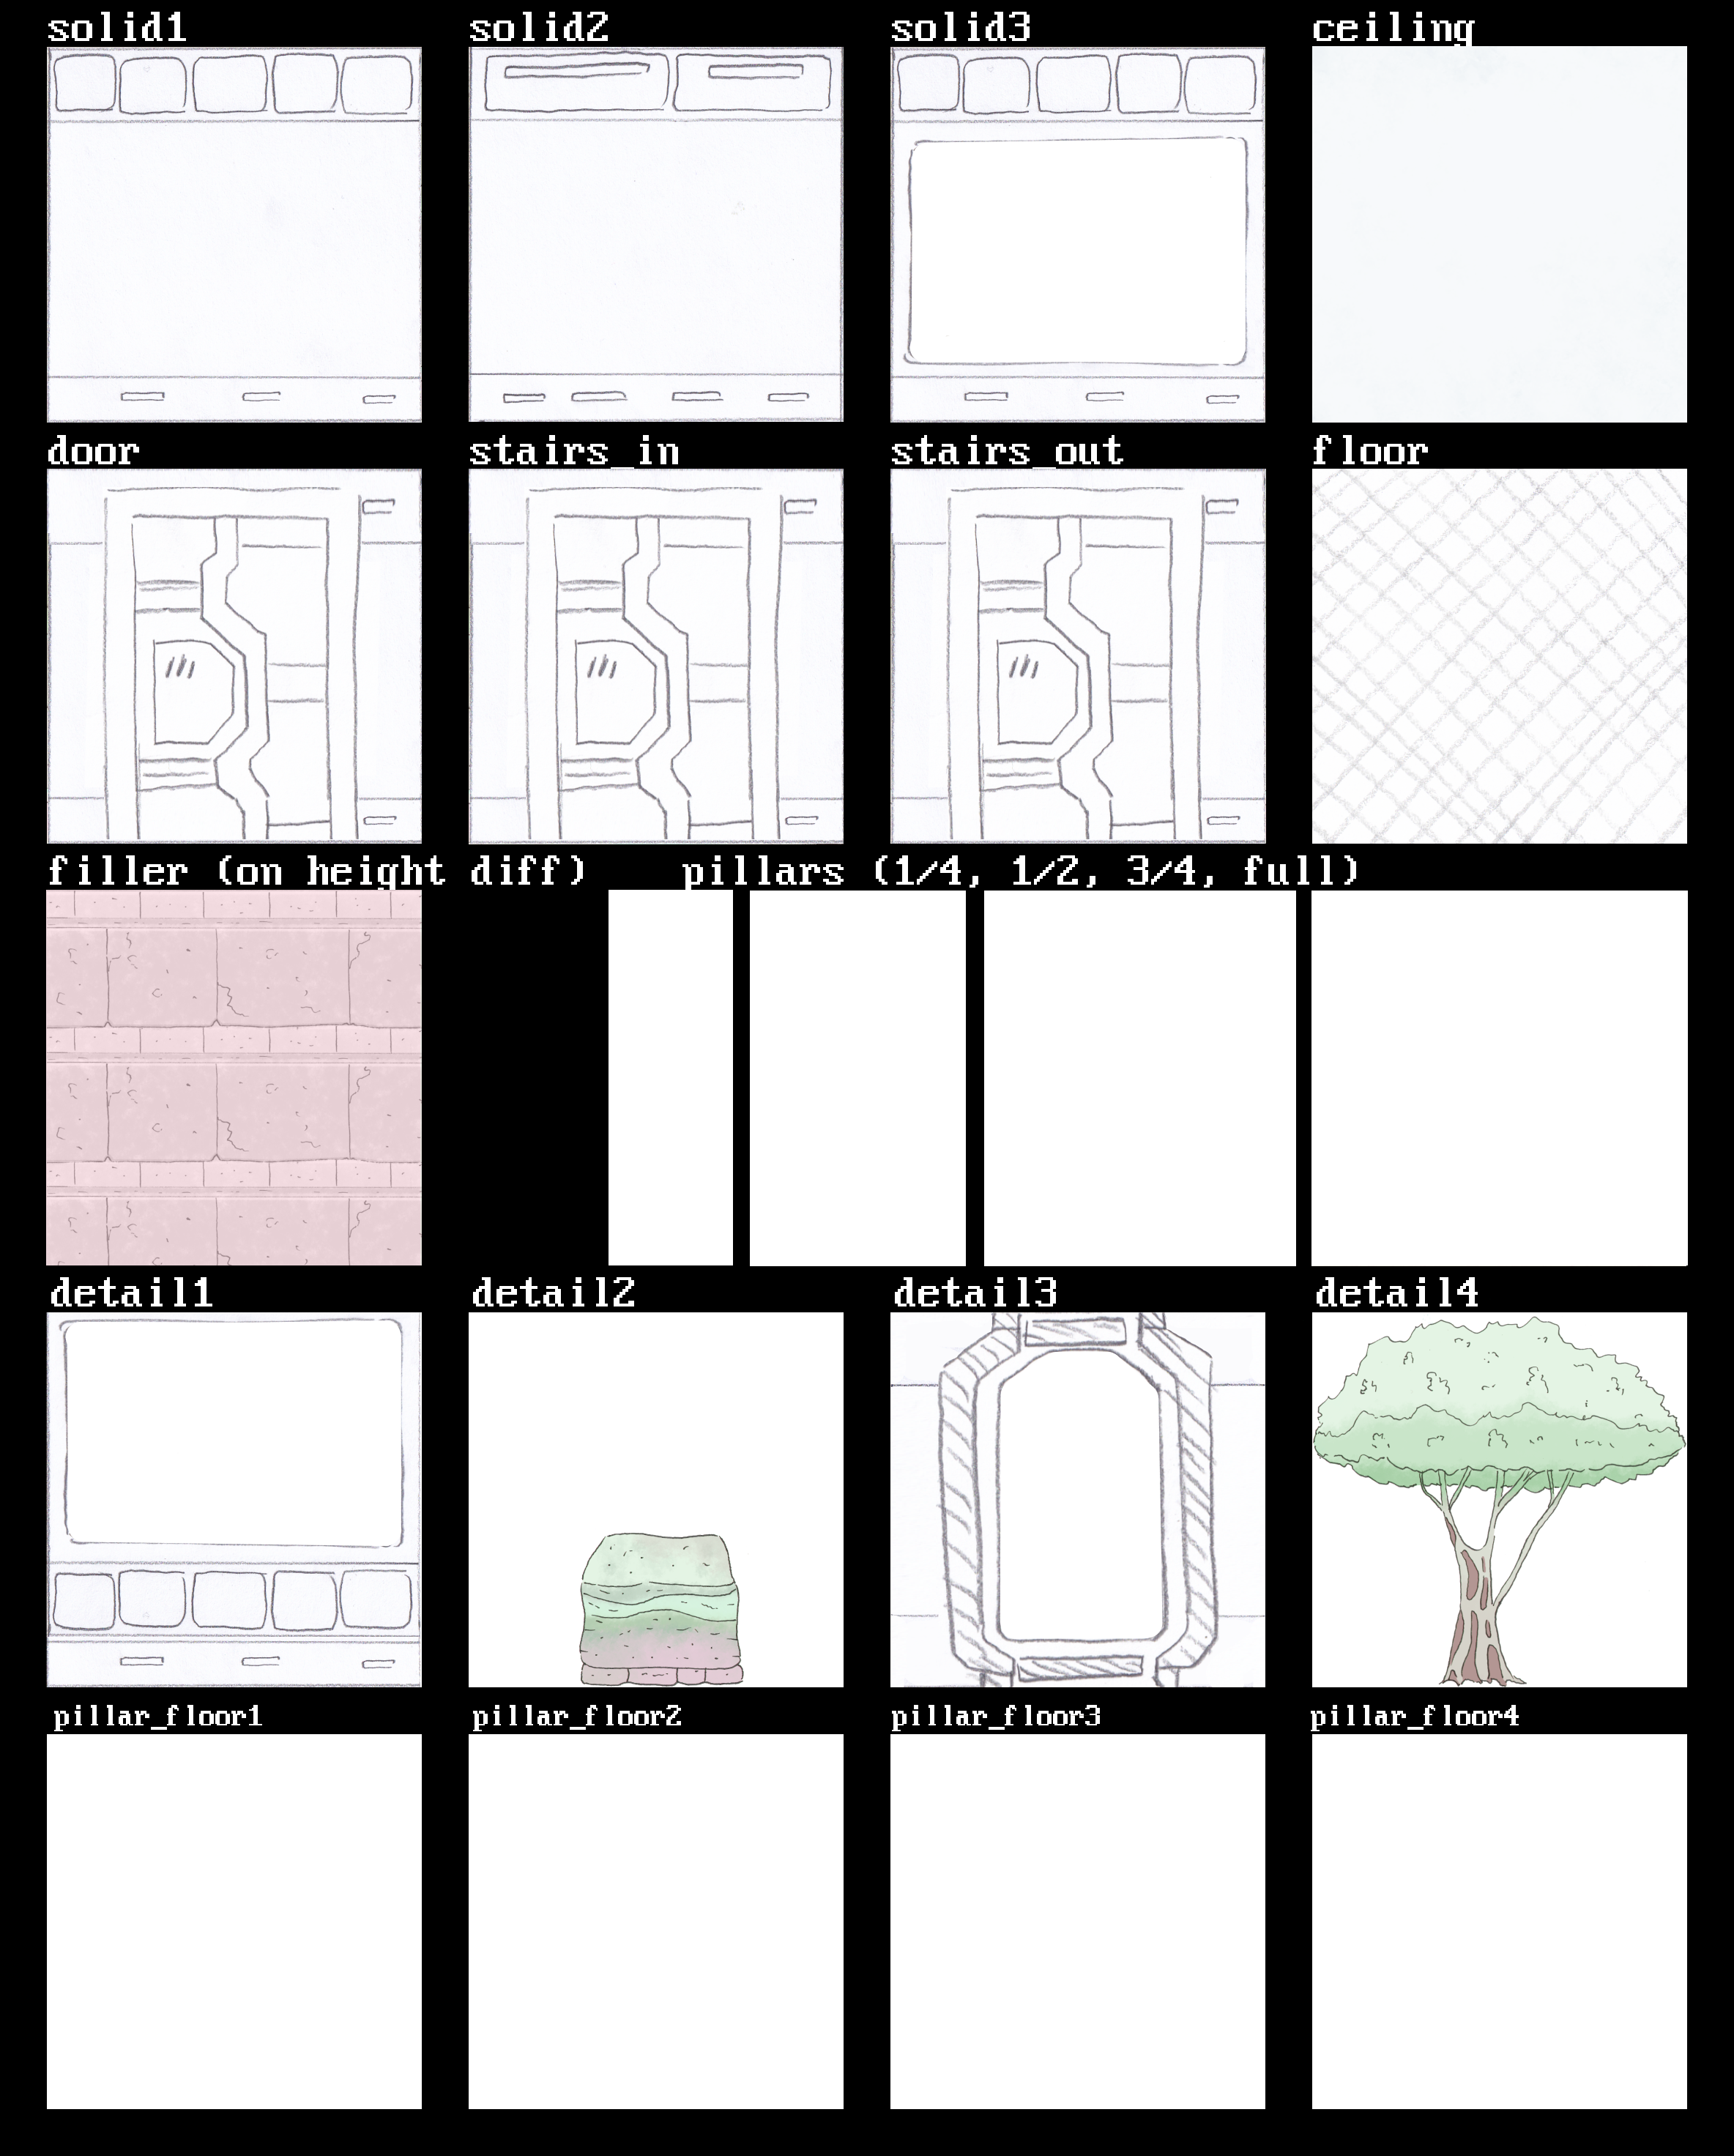 solid1 solid2 solid3 ceiling
door stairs_in stairs_out floor
filler (on height diff) pillars (1/4, 1/2, 3/4, full)
detail1 detail2 detail3 detail4
pillar_floor1 pillar_floor2 pillar_floor3 pillar_floor4